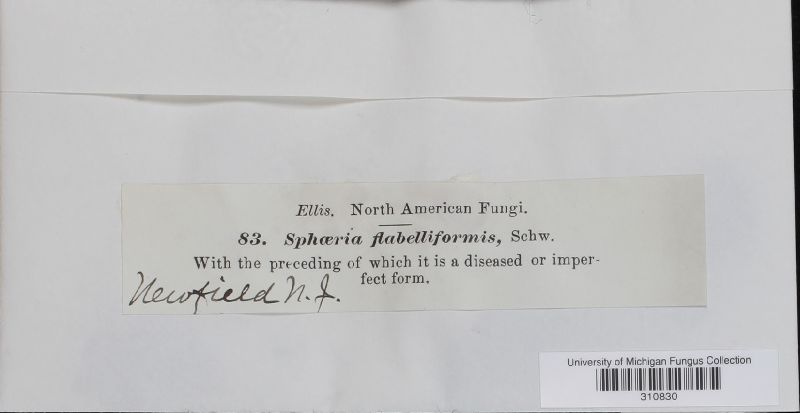 Ellis. North American Fungi.
83. Sphæria flabelliformis, Schw.
With the preceding of which it is a diseased or imper-
fect form.
Newfield N. J.
University of Michigan Fungus Collection
310830